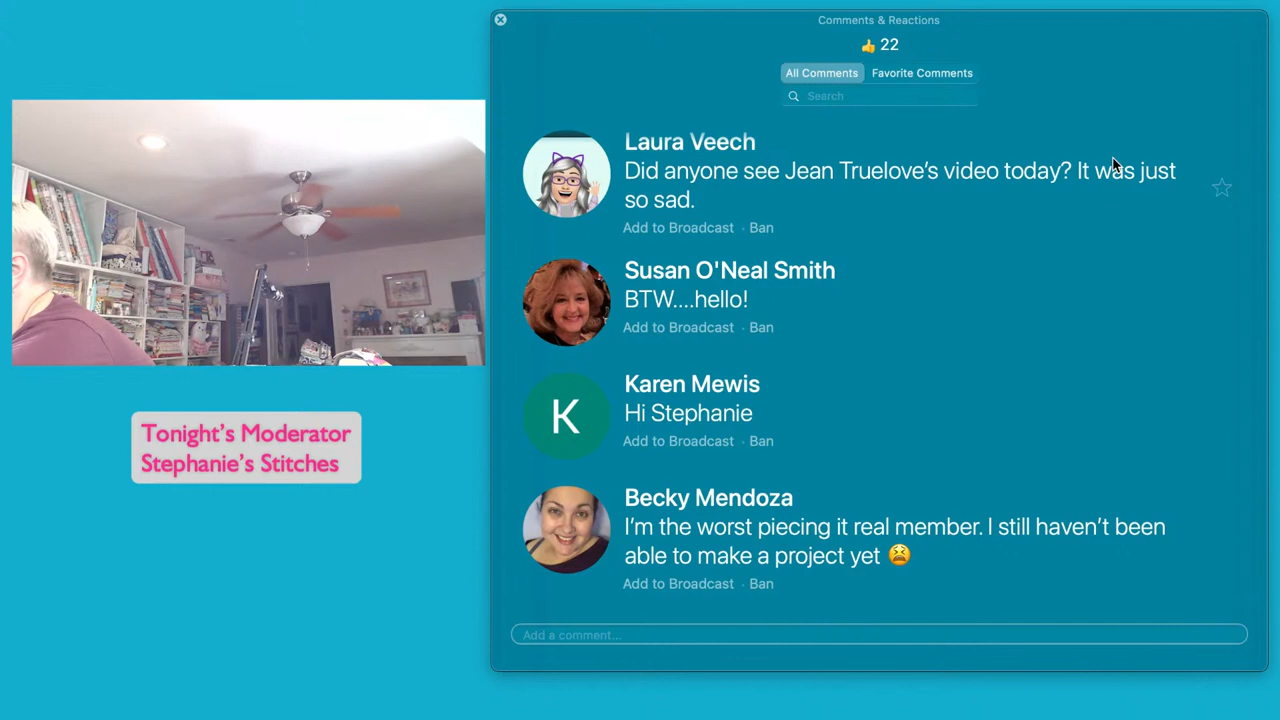 Comments & Reactions
👍 22
All Comments Favorite Comments
Search
Laura Veech
Did anyone see Jean Truelove's video today? It was just
so sad.
Add to Broadcast · Ban
Susan O'Neal Smith
BTW....hello!
Add to Broadcast · Ban
K
Karen Mewis
Hi Stephanie
Add to Broadcast · Ban
Becky Mendoza
I'm the worst piecing it real member. I still haven't been
able to make a project yet 😫
Add to Broadcast · Ban
Add a comment...
Tonight's Moderator
Stephanie's Stitches